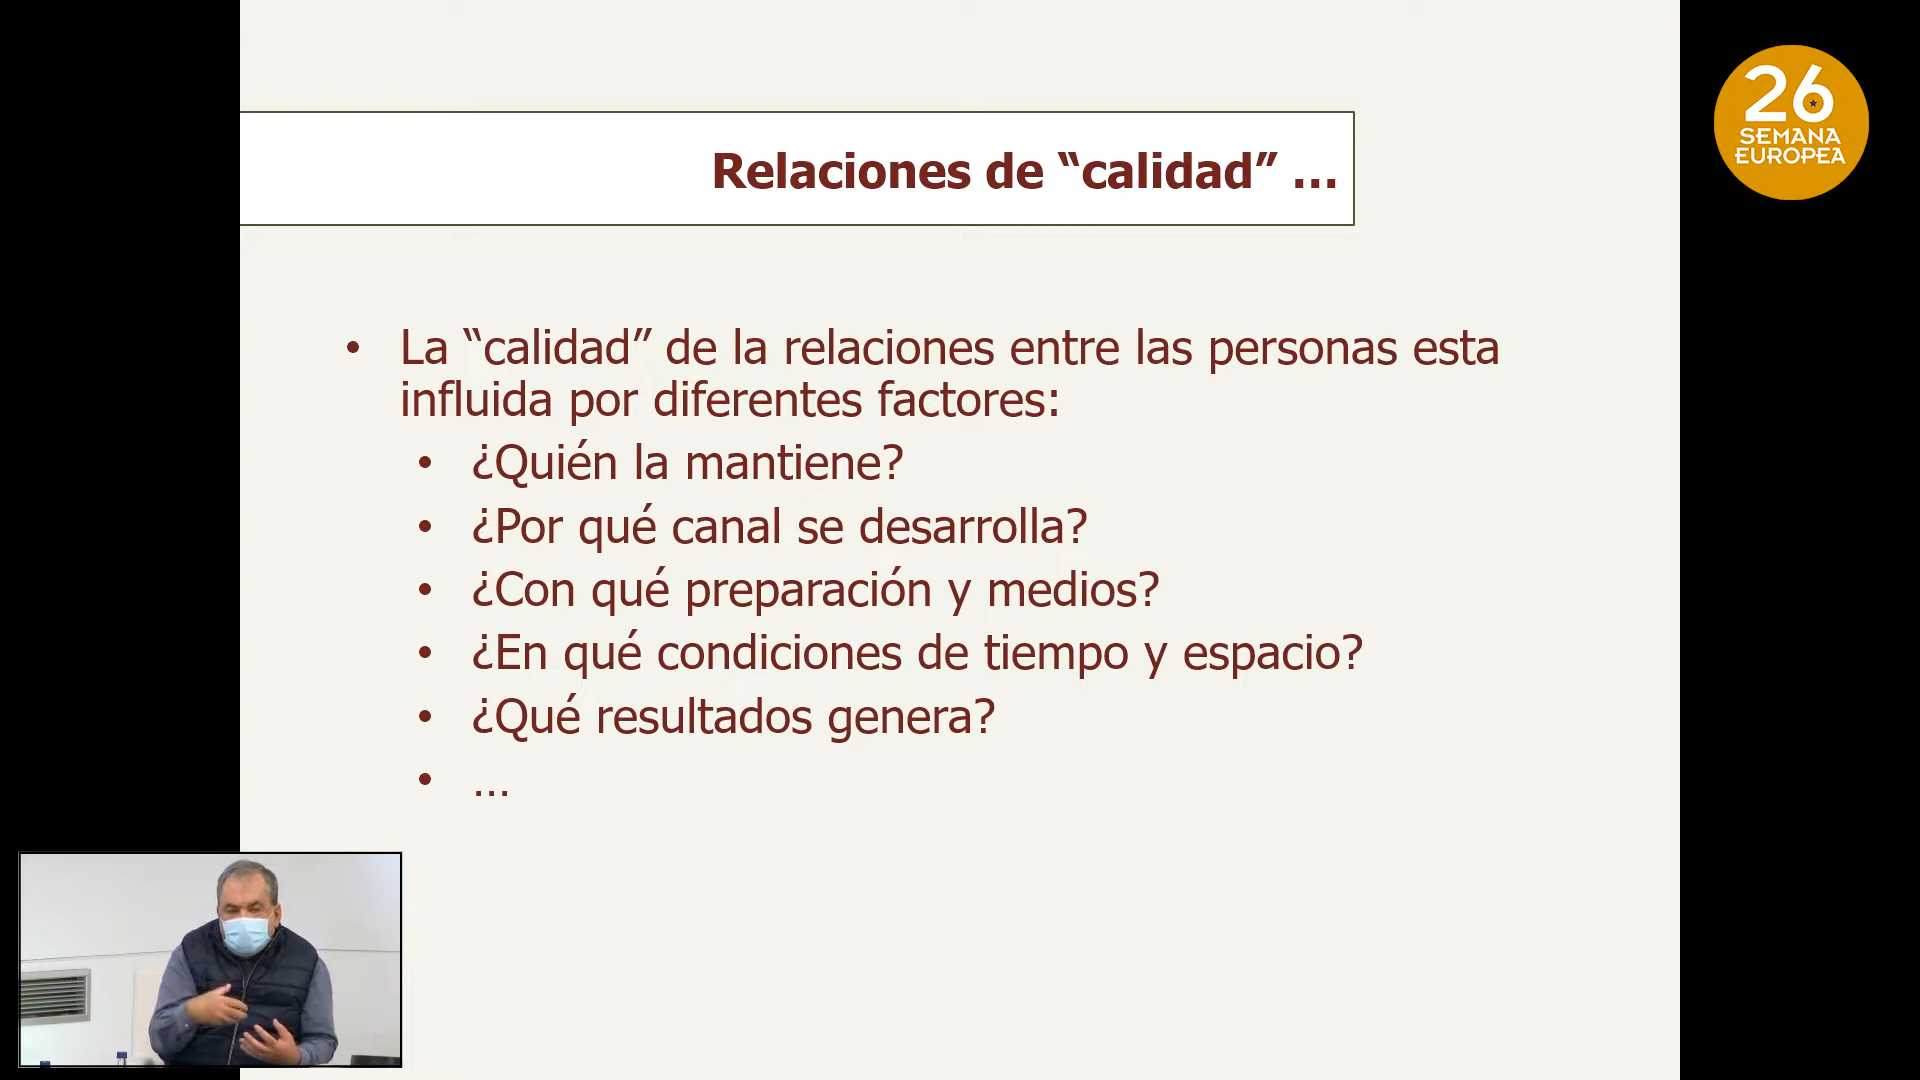 26
SEMANA
EUROPEA
Relaciones de “calidad” ...
• La “calidad” de la relaciones entre las personas esta
influida por diferentes factores:
• ¿Quién la mantiene?
• ¿Por qué canal se desarrolla?
• ¿Con qué preparación y medios?
• ¿En qué condiciones de tiempo y espacio?
• ¿Qué resultados genera?
• ...